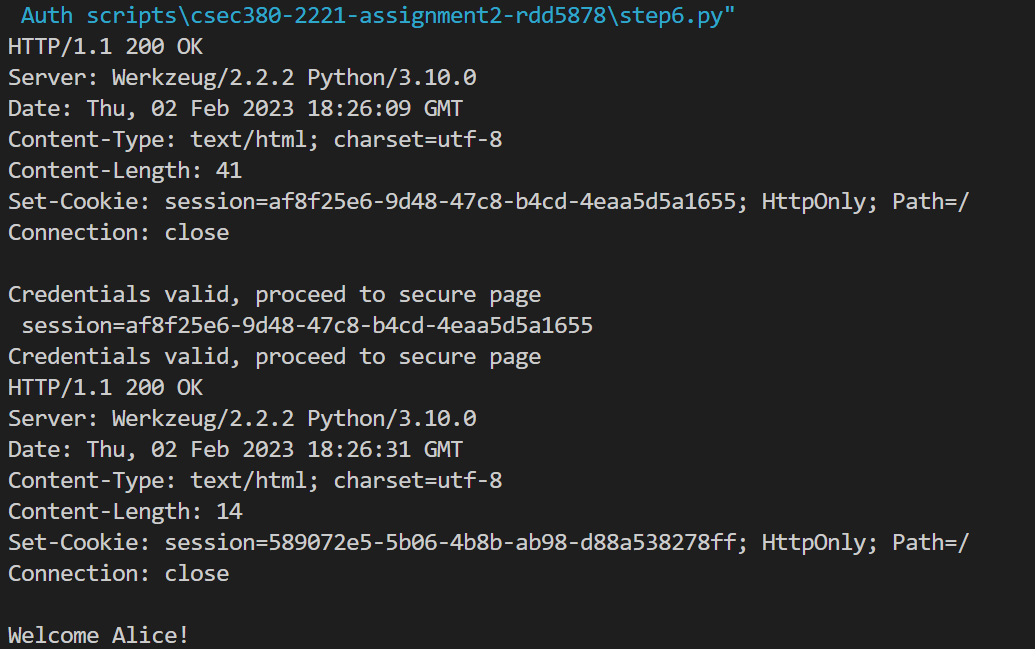 Auth scripts\csec380-2221-assignment2-rdd5878\step6.py"
HTTP/1.1 200 OK
Server: Werkzeug/2.2.2 Python/3.10.0
Date: Thu, 02 Feb 2023 18:26:09 GMT
Content-Type: text/html; charset=utf-8
Content-Length: 41
Set-Cookie: session=af8f25e6-9d48-47c8-b4cd-4eaa5d5a1655; HttpOnly; Path=/
Connection: close
Credentials valid, proceed to secure page
session=af8f25e6-9d48-47c8-b4cd-4eaa5d5a1655
Credentials valid, proceed to secure page
HTTP/1.1 200 OK
Server: Werkzeug/2.2.2 Python/3.10.0
Date: Thu, 02 Feb 2023 18:26:31 GMT
Content-Type: text/html; charset=utf-8
Content-Length: 14
Set-Cookie: session=589072e5-5b06-4b8b-ab98-d88a538278ff; HttpOnly; Path=/
Connection: close
Welcome Alice!